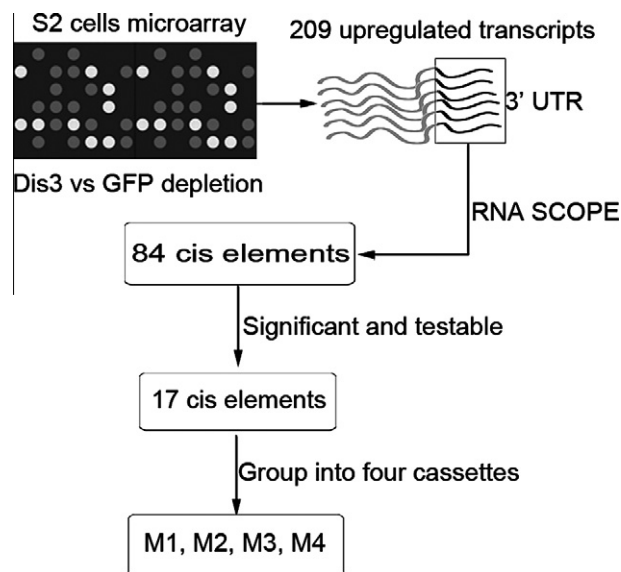 S2 cells microarray
209 upregulated transcripts
3' UTR
Dis3 vs GFP depletion
RNA SCOPE
84 cis elements
Significant and testable
17 cis elements
Group into four cassettes
M1, M2, M3, M4